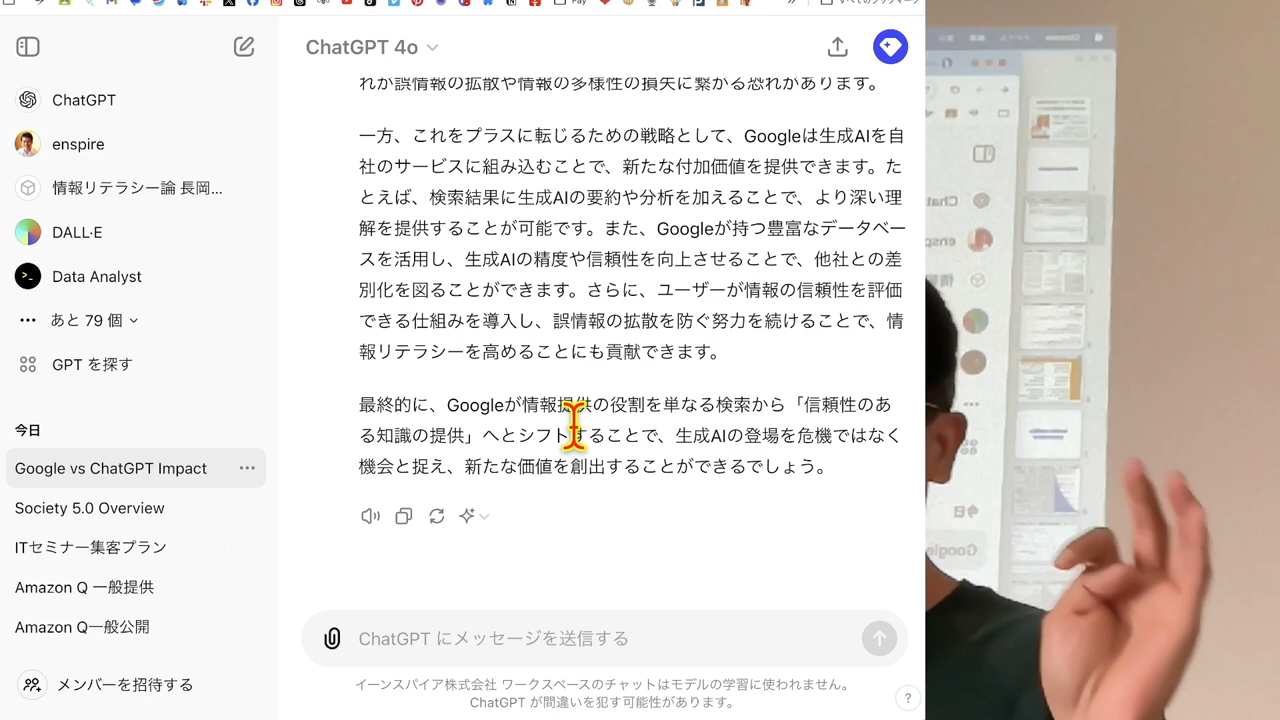 Pay
すべてのブックマーク
ChatGPT 4o
ChatGPT
enspire
情報リテラシー論 長岡...
DALL·E
Data Analyst
あと 79 個
GPT を探す
今日
Google vs ChatGPT Impact
Society 5.0 Overview
ITセミナー集客プラン
Amazon Q 一般提供
Amazon Q一般公開
メンバーを招待する
れが誤情報の拡散や情報の多様性の損失に繋がる恐れがあります。
一方、これをプラスに転じるための戦略として、Googleは生成AIを自
社のサービスに組み込むことで、新たな付加価値を提供できます。た
とえば、検索結果に生成AIの要約や分析を加えることで、より深い理
解を提供することが可能です。また、Googleが持つ豊富なデータベー
スを活用し、生成AIの精度や信頼性を向上させることで、他社との差
別化を図ることができます。さらに、ユーザーが情報の信頼性を評価
できる仕組みを導入し、誤情報の拡散を防ぐ努力を続けることで、情
報リテラシーを高めることにも貢献できます。
最終的に、Googleが情報提供の役割を単なる検索から「信頼性のあ
る知識の提供」へとシフトすることで、生成AIの登場を危機ではなく
機会と捉え、新たな価値を創出することができるでしょう。
ChatGPT にメッセージを送信する
イーンスパイア株式会社 ワークスペースのチャットはモデルの学習に使われません。
ChatGPT が間違いを犯す可能性があります。
?